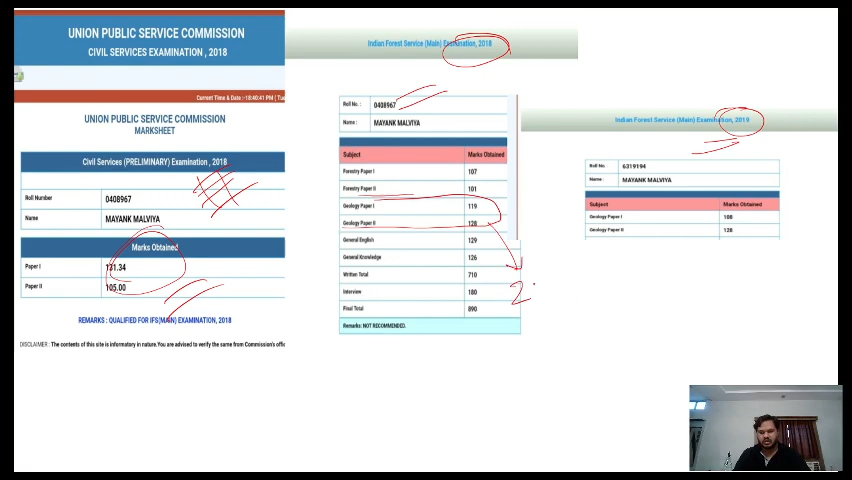 UNION PUBLIC SERVICE COMMISSION
CIVIL SERVICES EXAMINATION , 2018
Current Time & Date :-18:40:41 PM | Tu
UNION PUBLIC SERVICE COMMISSION
MARKSHEET
Civil Services (PRELIMINARY) Examination , 2018
Roll Number 0408967
Name MAYANK MALVIYA
Marks Obtained
Paper I 131.34
Paper II 105.00
REMARKS : QUALIFIED FOR IFS(MAIN) EXAMINATION, 2018
DISCLAIMER : The contents of this site is informatory in nature.You are advised to verify the same from Commission's offi
Indian Forest Service (Main) Examination, 2018
Roll No. : 0408967
Name : MAYANK MALVIYA
Subject Marks Obtained
Forestry Paper I 107
Forestry Paper II 101
Geology Paper I 119
Geology Paper II 128
General English 129
General Knowledge 126
Written Total 710
Interview 180
Final Total 890
Remarks: NOT RECOMMENDED.
2
Indian Forest Service (Main) Examination, 2019
Roll No. 6319194
Name : MAYANK MALVIYA
Subject Marks Obtained
Geology Paper I
Geology Paper II